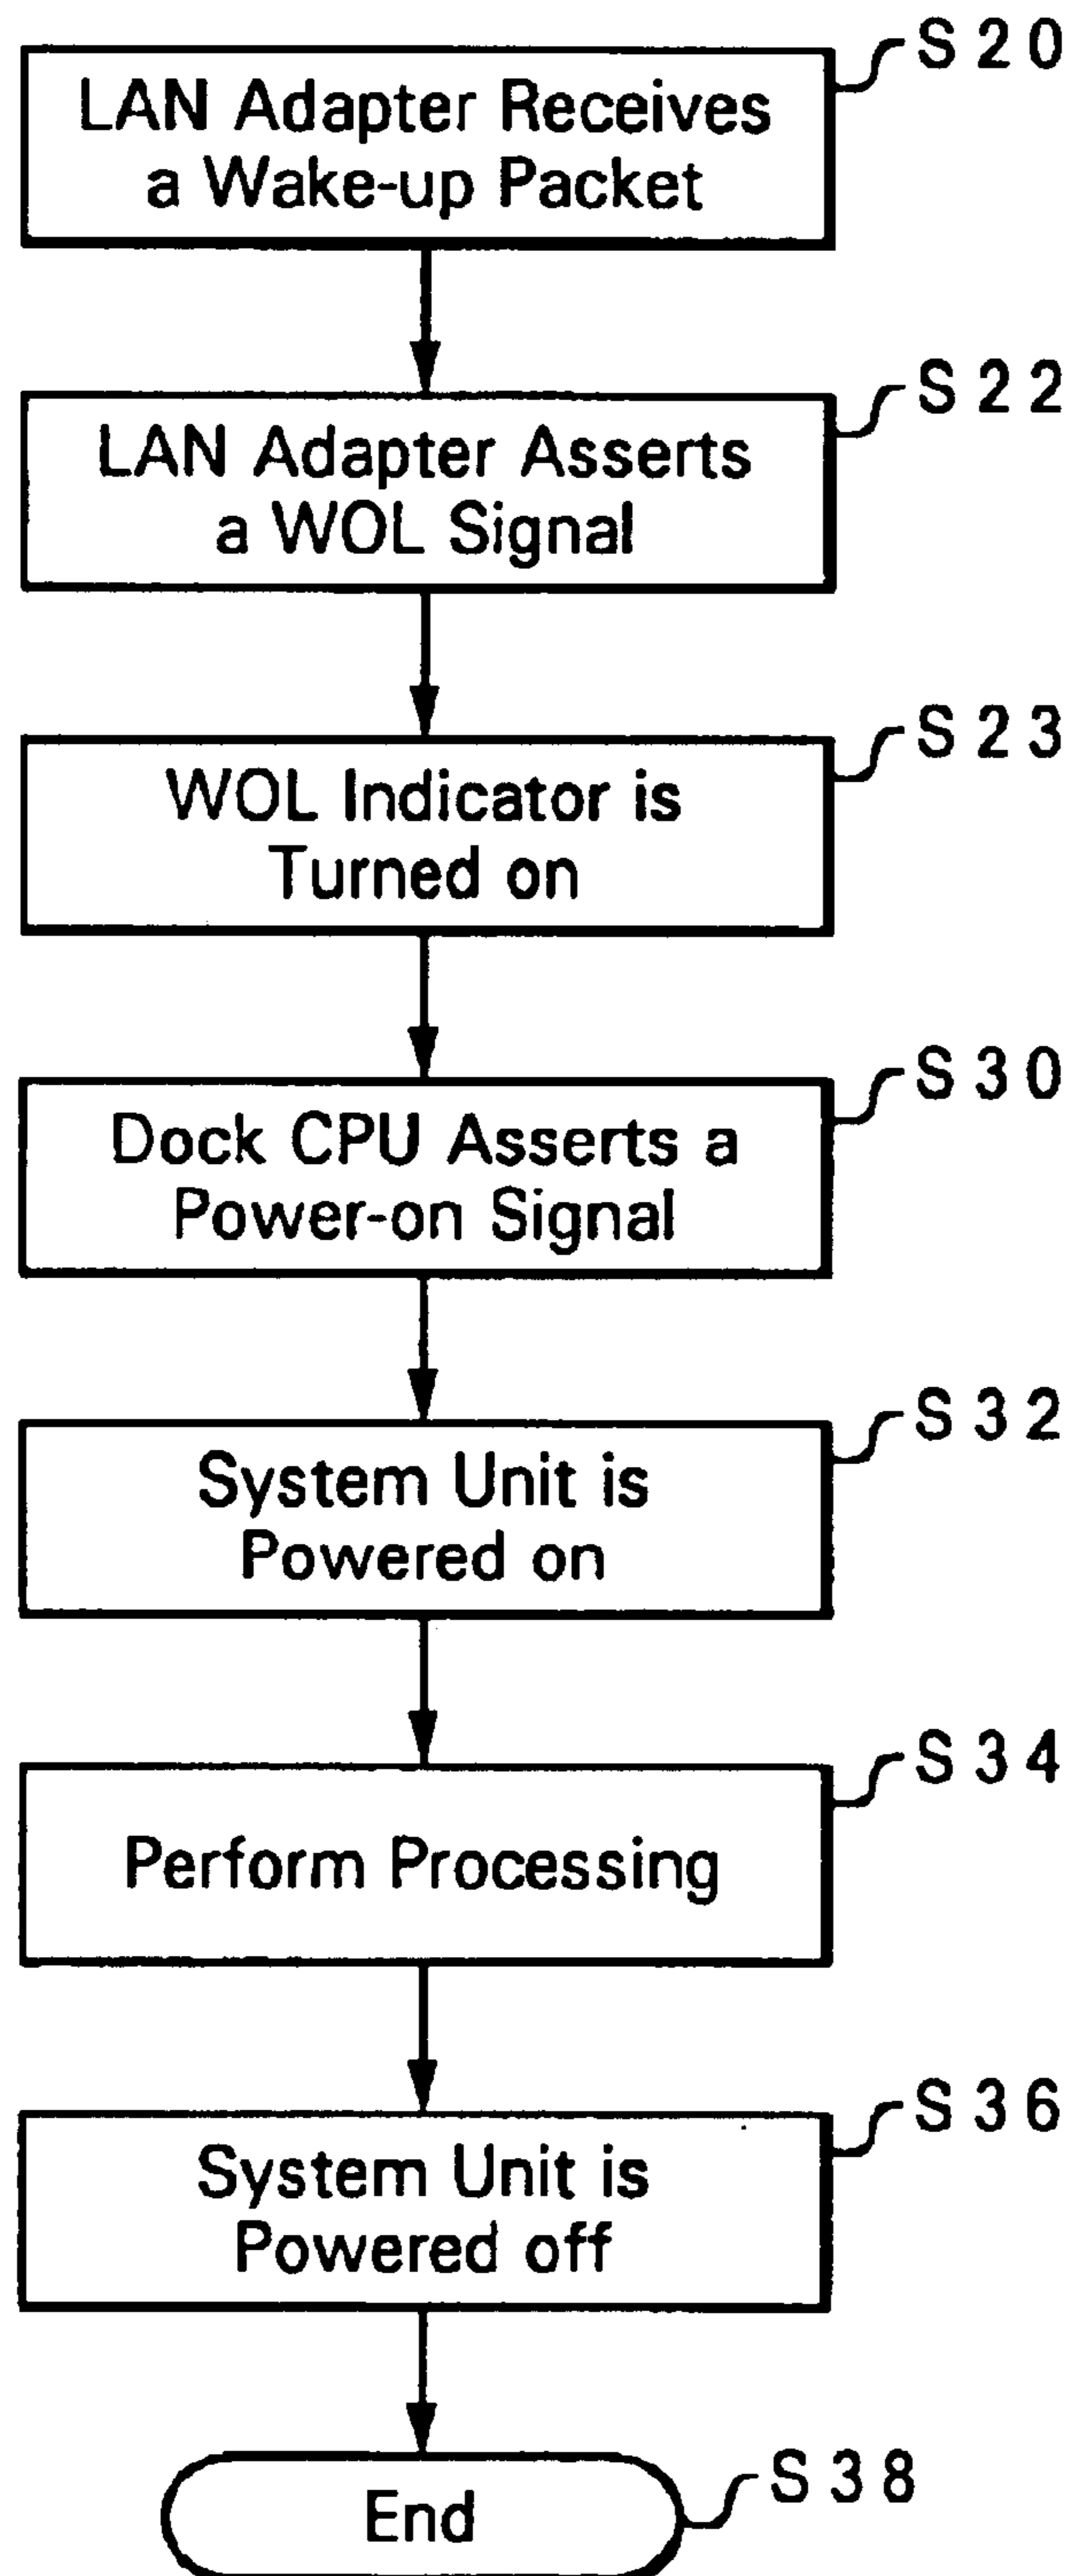 S20
LAN Adapter Receives
a Wake-up Packet
S22
LAN Adapter Asserts
a WOL Signal
S23
WOL Indicator is
Turned on
S30
Dock CPU Asserts a
Power-on Signal
S32
System Unit is
Powered on
S34
Perform Processing
S36
System Unit is
Powered off
S38
End